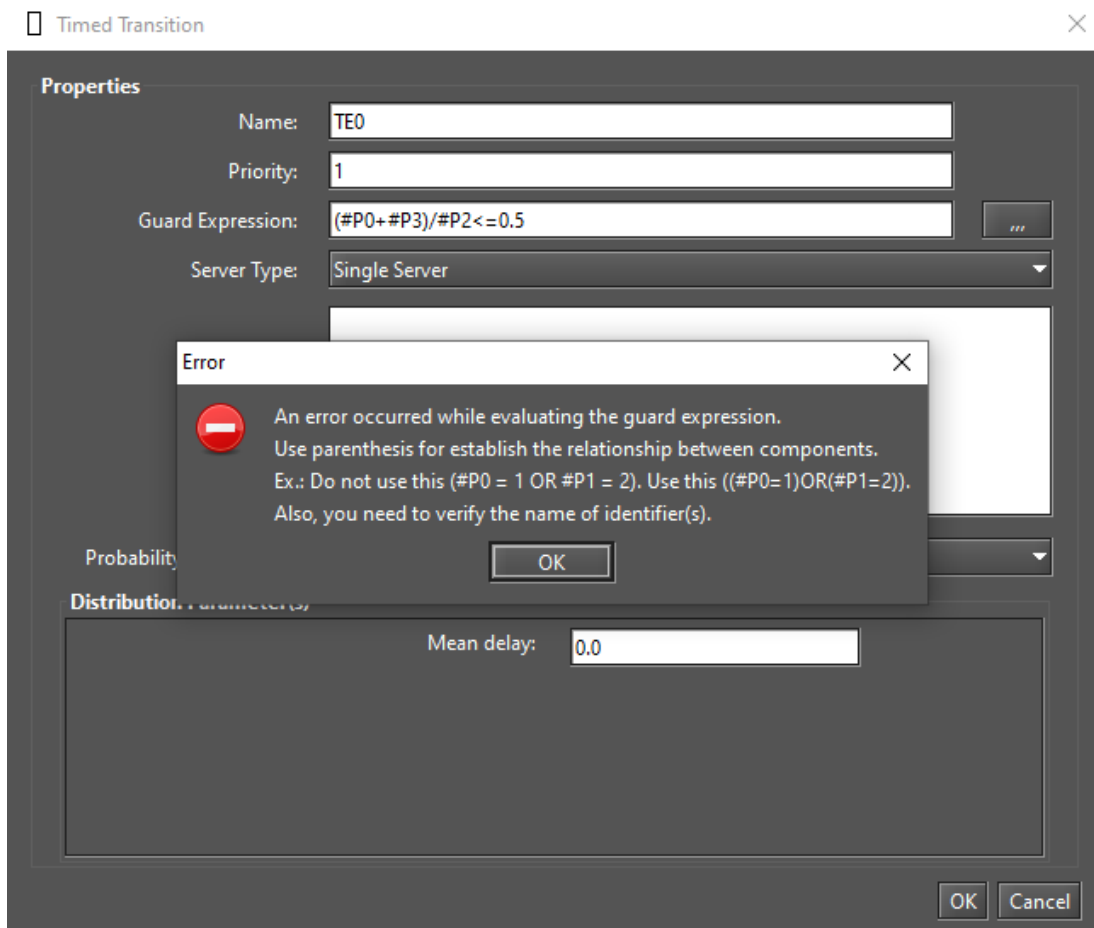 Timed Transition
Properties
Name: TE0
Priority: 1
Guard Expression: (#P0+#P3)/#P2<=0.5 ,,,
Server Type: Single Server
Error
An error occurred while evaluating the guard expression.
Use parenthesis for establish the relationship between components.
Ex.: Do not use this (#P0 = 1 OR #P1 = 2). Use this ((#P0=1)OR(#P1=2)).
Also, you need to verify the name of identifier(s).
OK
Probability
Distribution Parameter(s)
Mean delay: 0.0
OK Cancel